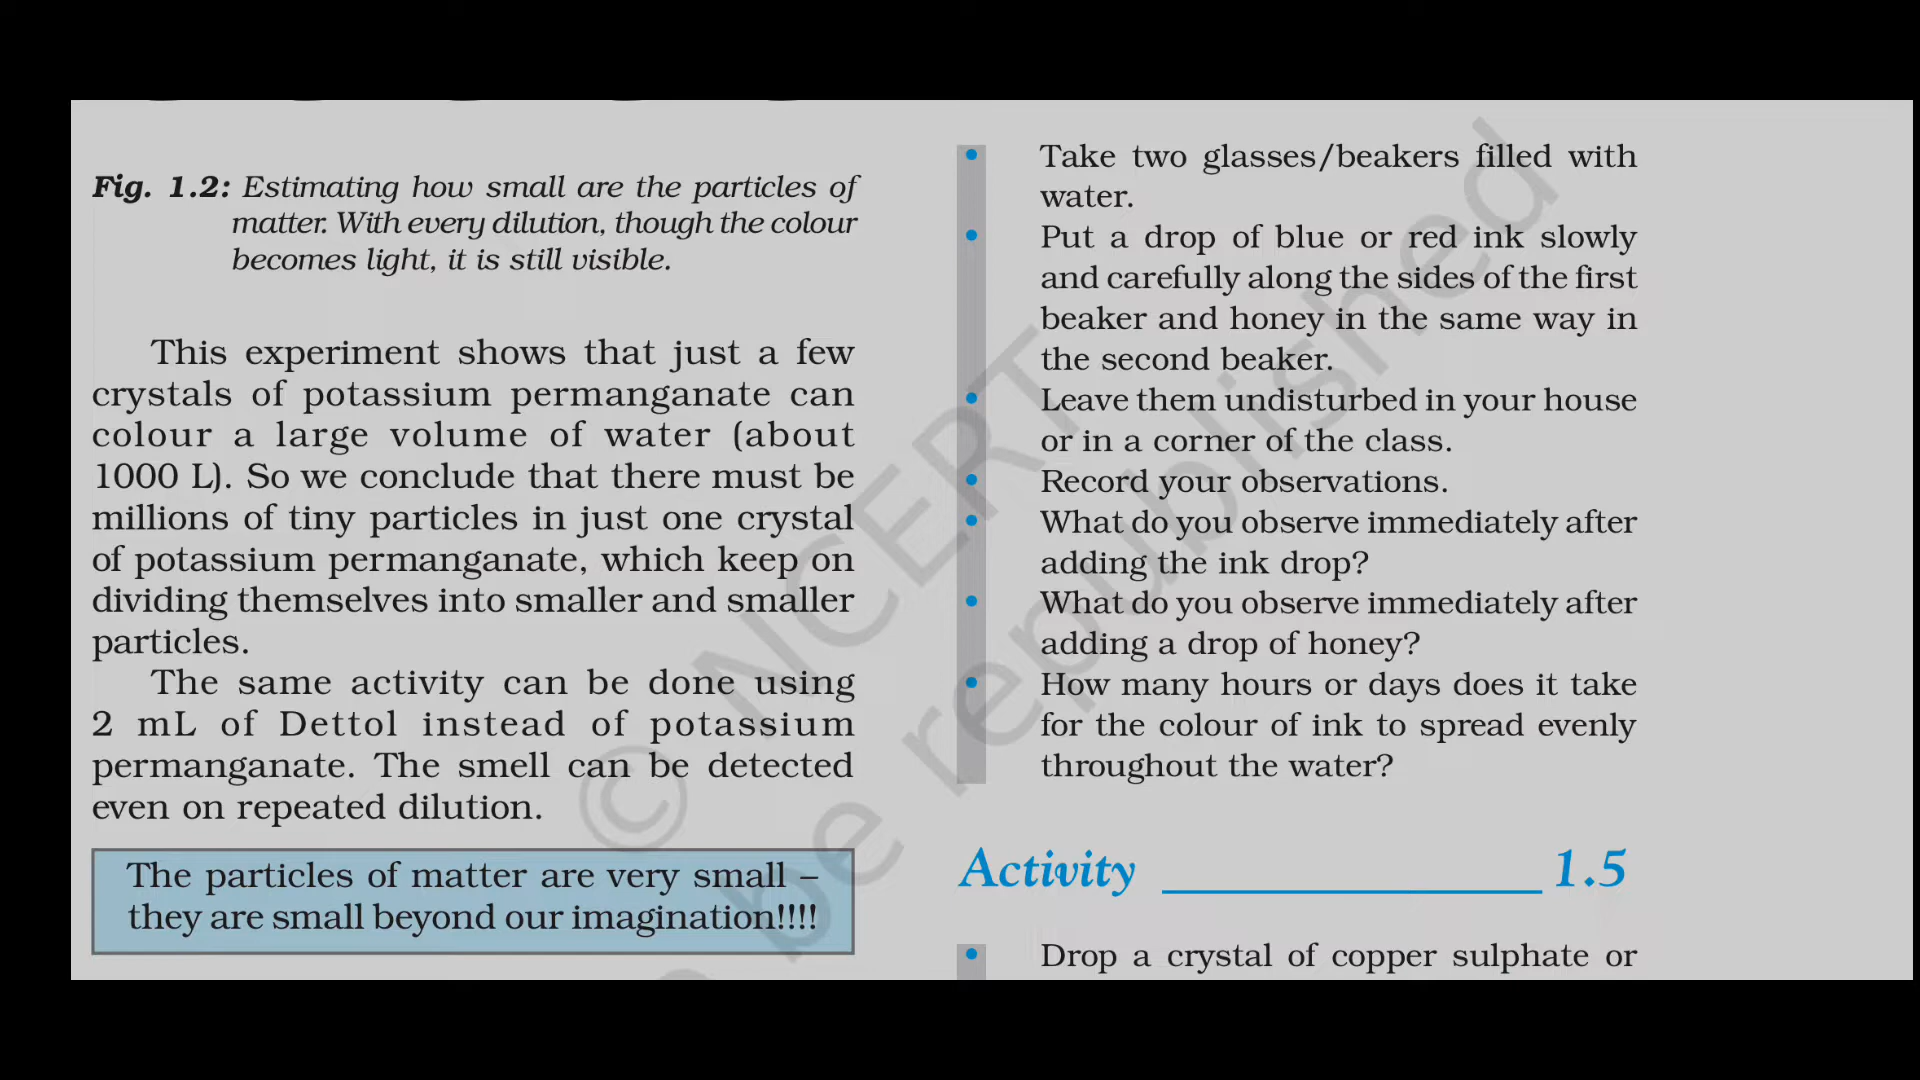 Fig. 1.2: Estimating how small are the particles of
matter. With every dilution, though the colour
becomes light, it is still visible.
This experiment shows that just a few
crystals of potassium permanganate can
colour a large volume of water (about
1000 L). So we conclude that there must be
millions of tiny particles in just one crystal
of potassium permanganate, which keep on
dividing themselves into smaller and smaller
particles.
The same activity can be done using
2 mL of Dettol instead of potassium
permanganate. The smell can be detected
even on repeated dilution.
The particles of matter are very small –
they are small beyond our imagination!!!!
• Take two glasses/beakers filled with
water.
• Put a drop of blue or red ink slowly
and carefully along the sides of the first
beaker and honey in the same way in
the second beaker.
• Leave them undisturbed in your house
or in a corner of the class.
• Record your observations.
• What do you observe immediately after
adding the ink drop?
• What do you observe immediately after
adding a drop of honey?
• How many hours or days does it take
for the colour of ink to spread evenly
throughout the water?
Activity 1.5
• Drop a crystal of copper sulphate or
© NCERT
be republished